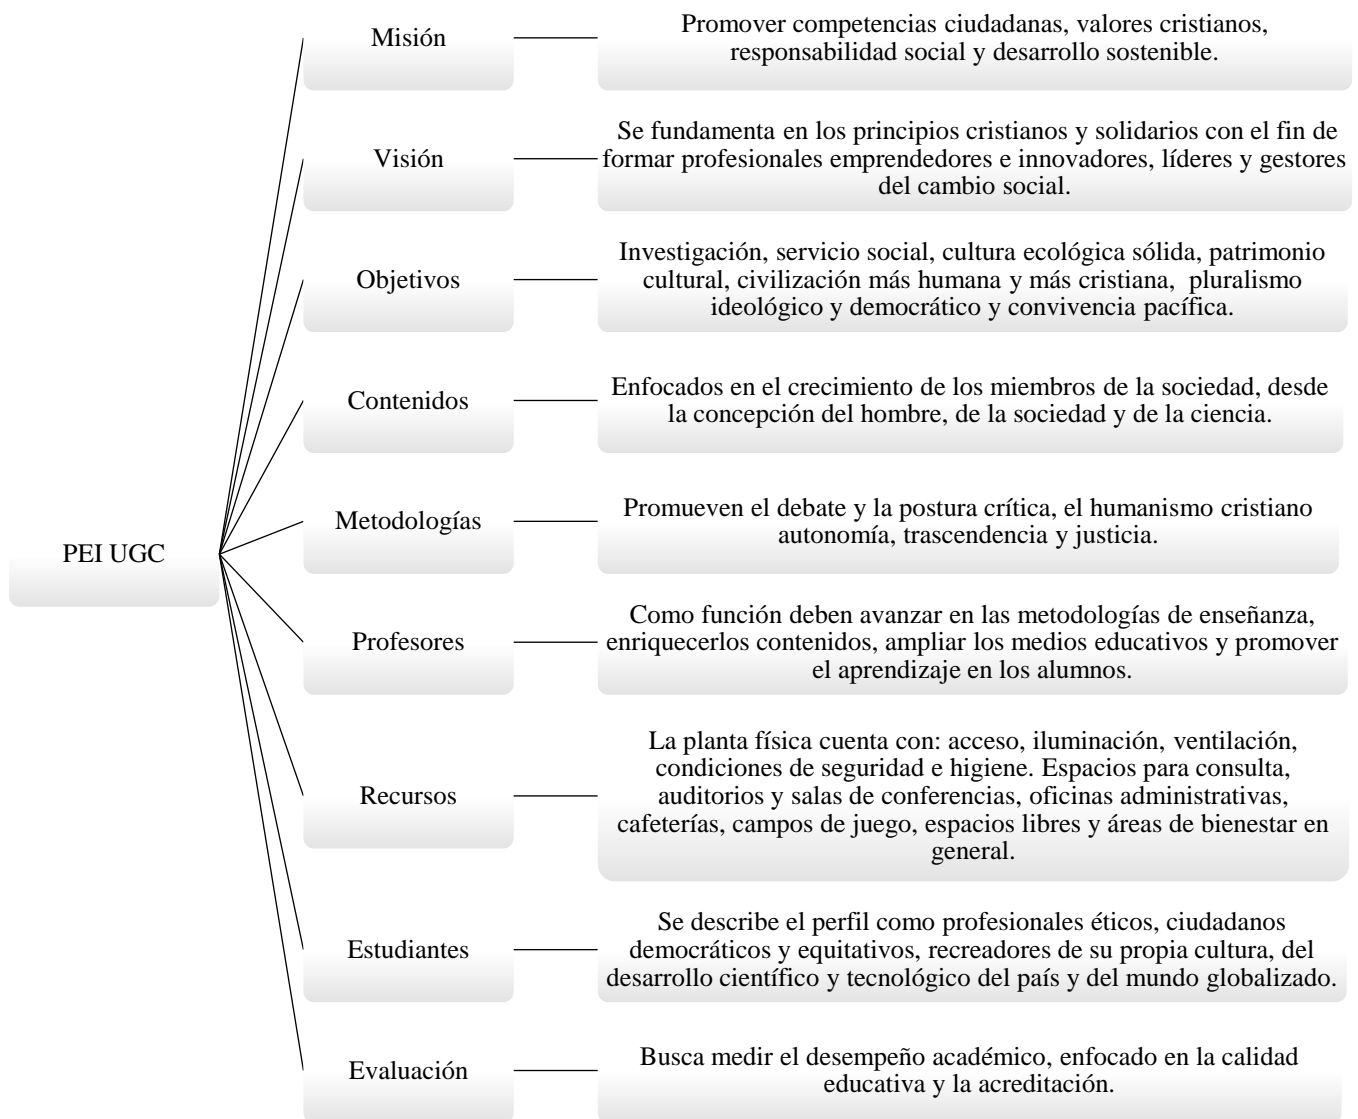 Misión
Promover competencias ciudadanas, valores cristianos,
responsabilidad social y desarrollo sostenible.
Visión
Se fundamenta en los principios cristianos y solidarios con el fin de
formar profesionales emprendedores e innovadores, líderes y gestores
del cambio social.
Objetivos
Investigación, servicio social, cultura ecológica sólida, patrimonio
cultural, civilización más humana y más cristiana,  pluralismo
ideológico y democrático y convivencia pacífica.
Contenidos
Enfocados en el crecimiento de los miembros de la sociedad, desde
la concepción del hombre, de la sociedad y de la ciencia.
PEI UGC
Metodologías
Promueven el debate y la postura crítica, el humanismo cristiano
autonomía, trascendencia y justicia.
Profesores
Como función deben avanzar en las metodologías de enseñanza,
enriquecerlos contenidos, ampliar los medios educativos y promover
el aprendizaje en los alumnos.
Recursos
La planta física cuenta con: acceso, iluminación, ventilación,
condiciones de seguridad e higiene. Espacios para consulta,
auditorios y salas de conferencias, oficinas administrativas,
cafeterías, campos de juego, espacios libres y áreas de bienestar en
general.
Estudiantes
Se describe el perfil como profesionales éticos, ciudadanos
democráticos y equitativos, recreadores de su propia cultura, del
desarrollo científico y tecnológico del país y del mundo globalizado.
Evaluación
Busca medir el desempeño académico, enfocado en la calidad
educativa y la acreditación.